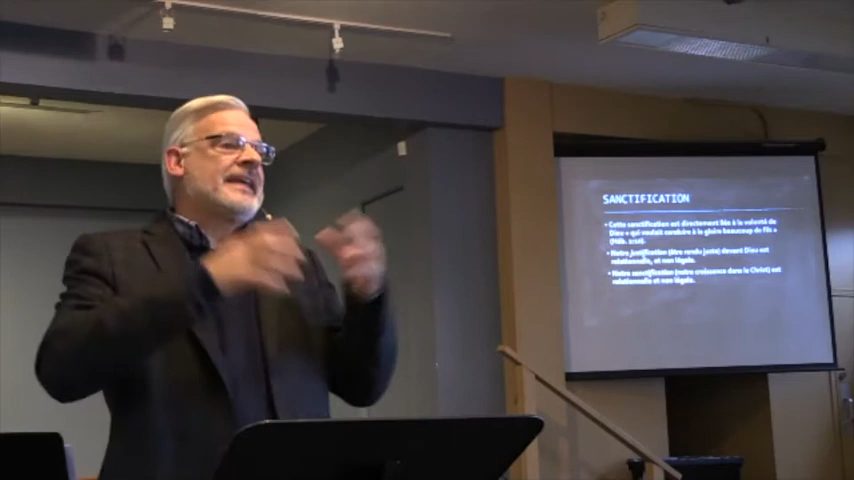 SANCTIFICATION
• Cette sanctification est directement liée à la volonté de
Dieu « qui voulait conduire à la gloire beaucoup de fils »
(Héb. 2:10).
• Notre justification (être rendu juste) devant Dieu est
relationnelle, et non légale.
• Notre sanctification (notre croissance dans le Christ) est
relationnelle, et non légale.